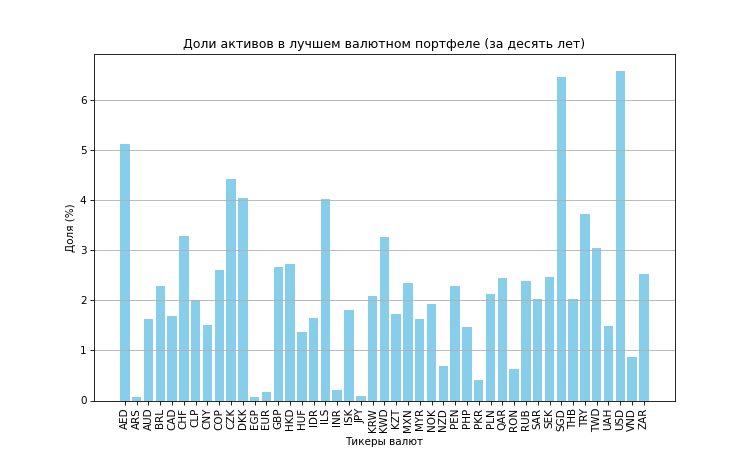 Доли активов в лучшем валютном портфеле (за десять лет)
Доля (%)
6
5
4
3
2
1
0
AED ARS AUD BRL CAD CHF CLP CNY COP CZK DKK EGP EUR GBP HKD HUF IDR ILS INR ISK JPY KRW KWD KZT MXN MYR NOK NZD PEN PHP PKR PLN QAR RON RUB SAR SEK SGD THB TRY TWD UAH USD VND ZAR
Тикеры валют